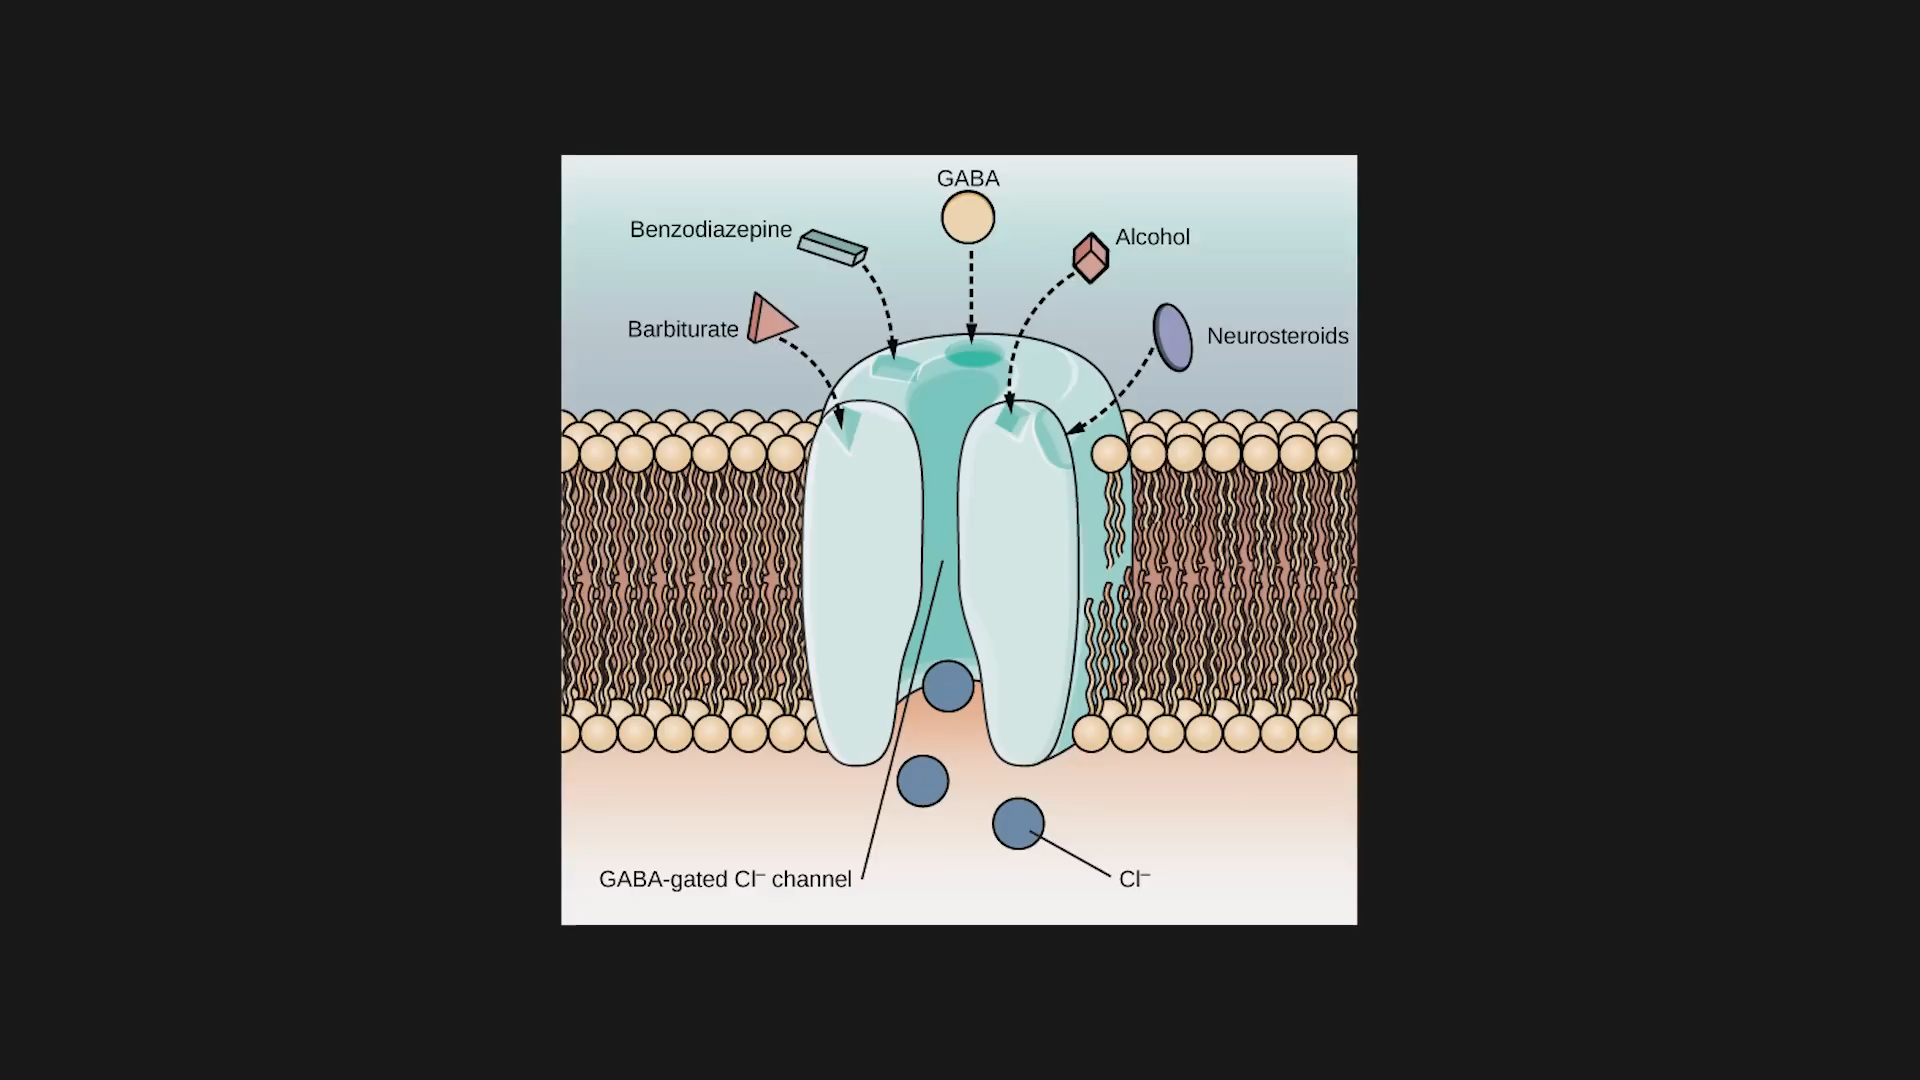 GABA
Benzodiazepine
Alcohol
Barbiturate
Neurosteroids
GABA-gated Cl⁻ channel
Cl⁻